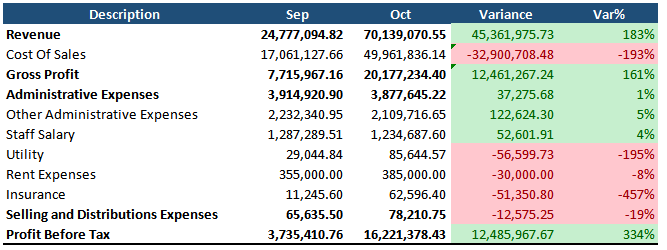 Description Sep Oct Variance Var%
Revenue 24,777,094.82 70,139,070.55 45,361,975.73 183%
Cost Of Sales 17,061,127.66 49,961,836.14 -32,900,708.48 -193%
Gross Profit 7,715,967.16 20,177,234.40 12,461,267.24 161%
Administrative Expenses 3,914,920.90 3,877,645.22 37,275.68 1%
Other Administrative Expenses 2,232,340.95 2,109,716.65 122,624.30 5%
Staff Salary 1,287,289.51 1,234,687.60 52,601.91 4%
Utility 29,044.84 85,644.57 -56,599.73 -195%
Rent Expenses 355,000.00 385,000.00 -30,000.00 -8%
Insurance 11,245.60 62,596.40 -51,350.80 -457%
Selling and Distributions Expenses 65,635.50 78,210.75 -12,575.25 -19%
Profit Before Tax 3,735,410.76 16,221,378.43 12,485,967.67 334%